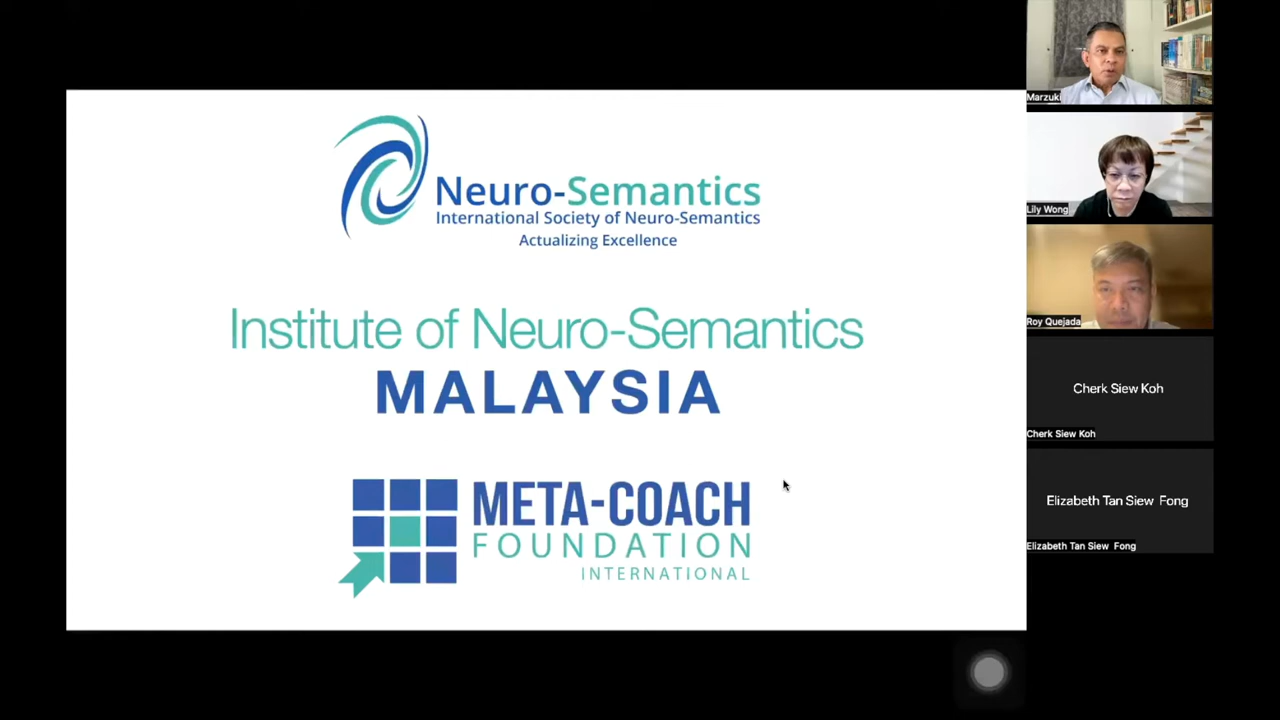 Neuro-Semantics
International Society of Neuro-Semantics
Actualizing Excellence
Institute of Neuro-Semantics
MALAYSIA
META-COACH
FOUNDATION
INTERNATIONAL
Marzuki
Lily Wong
Roy Quejada
Cherk Siew Koh
Cherk Siew Koh
Elizabeth Tan Siew Fong
Elizabeth Tan Siew Fong